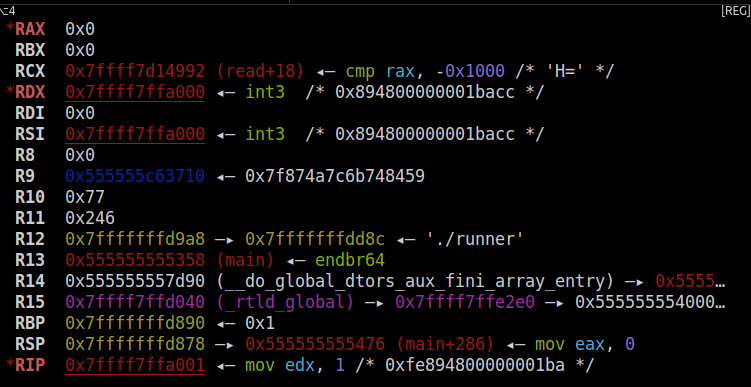 ⌥4 [REG]
*RAX 0x0
RBX 0x0
RCX 0x7ffff7d14992 (read+18) ◂— cmp rax, -0x1000 /* 'H=' */
*RDX 0x7ffff7ffa000 ◂— int3 /* 0x894800000001bacc */
RDI 0x0
RSI 0x7ffff7ffa000 ◂— int3 /* 0x894800000001bacc */
R8 0x0
R9 0x555555c63710 ◂— 0x7f874a7c6b748459
R10 0x77
R11 0x246
R12 0x7fffffffd9a8 —▸ 0x7fffffffdd8c ◂— './runner'
R13 0x555555555358 (main) ◂— endbr64
R14 0x555555557d90 (__do_global_dtors_aux_fini_array_entry) —▸ 0x5555…
R15 0x7ffff7ffd040 (_rtld_global) —▸ 0x7ffff7ffe2e0 —▸ 0x555555554000…
RBP 0x7fffffffd890 ◂— 0x1
RSP 0x7fffffffd878 —▸ 0x555555555476 (main+286) ◂— mov eax, 0
*RIP 0x7ffff7ffa001 ◂— mov edx, 1 /* 0xfe894800000001ba */